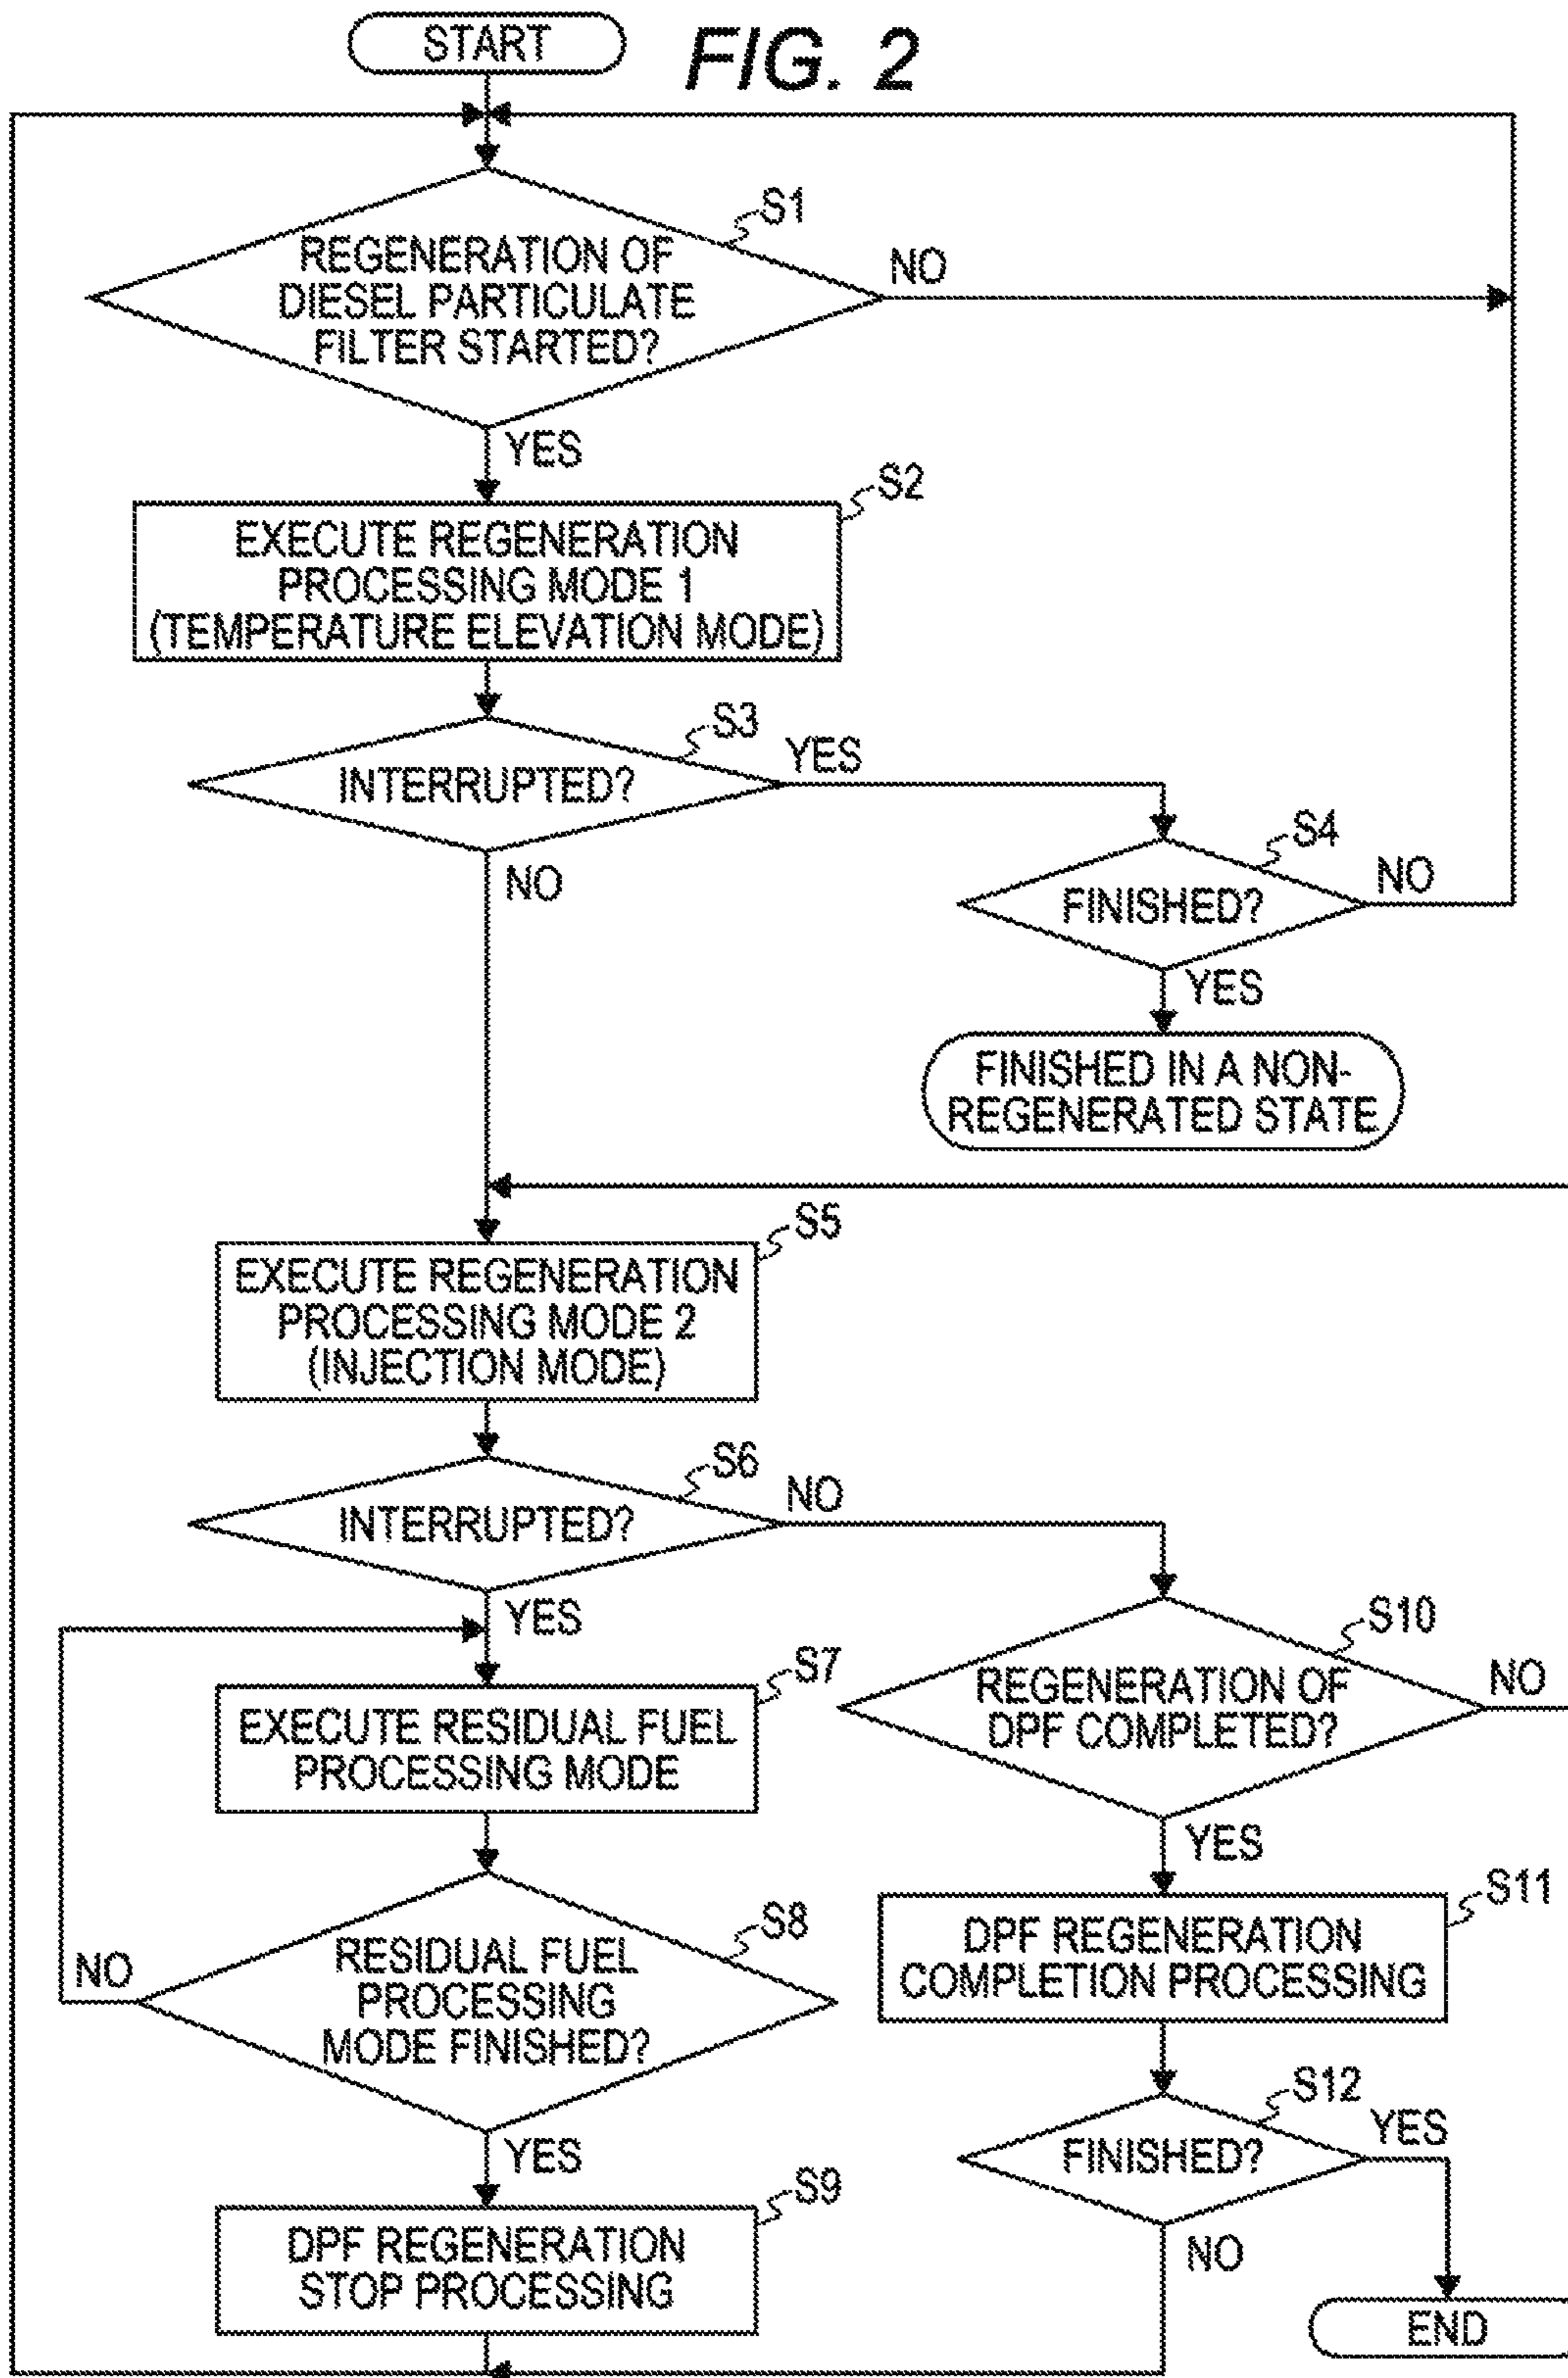 START
FIG. 2
S1
REGENERATION OF
DIESEL PARTICULATE
FILTER STARTED?
NO
YES
S2
EXECUTE REGENERATION
PROCESSING MODE 1
(TEMPERATURE ELEVATION MODE)
S3
INTERRUPTED?
YES
NO
S4
FINISHED?
NO
YES
FINISHED IN A NON-
REGENERATED STATE
S5
EXECUTE REGENERATION
PROCESSING MODE 2
(INJECTION MODE)
S6
INTERRUPTED?
NO
YES
S7
EXECUTE RESIDUAL FUEL
PROCESSING MODE
S8
RESIDUAL FUEL
PROCESSING
MODE FINISHED?
NO
YES
S9
DPF REGENERATION
STOP PROCESSING
S10
REGENERATION OF
DPF COMPLETED?
NO
YES
S11
DPF REGENERATION
COMPLETION PROCESSING
S12
FINISHED?
YES
NO
END